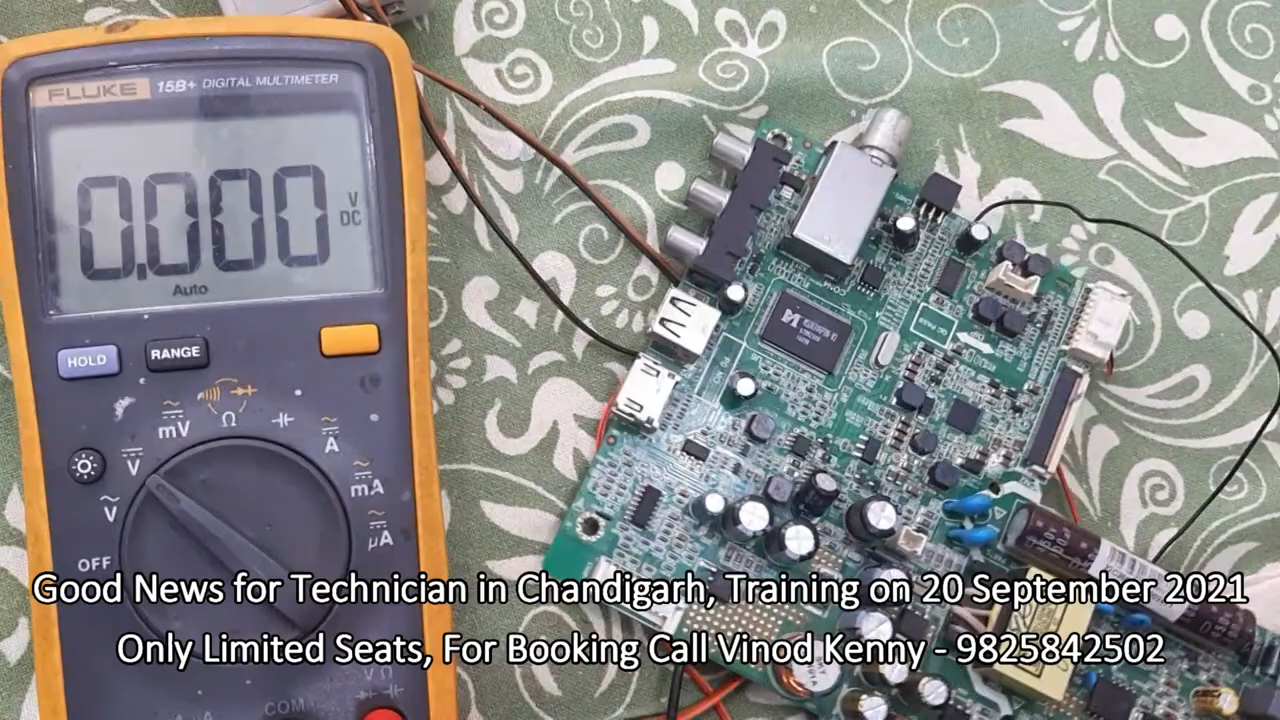 FLUKE 15B+ DIGITAL MULTIMETER
0.000 V DC
Auto
HOLD RANGE
mV Ω A
V mA
V μA
OFF
COM V Ω
Good News for Technician in Chandigarh, Training on 20 September 2021
Only Limited Seats, For Booking Call Vinod Kenny - 9825842502